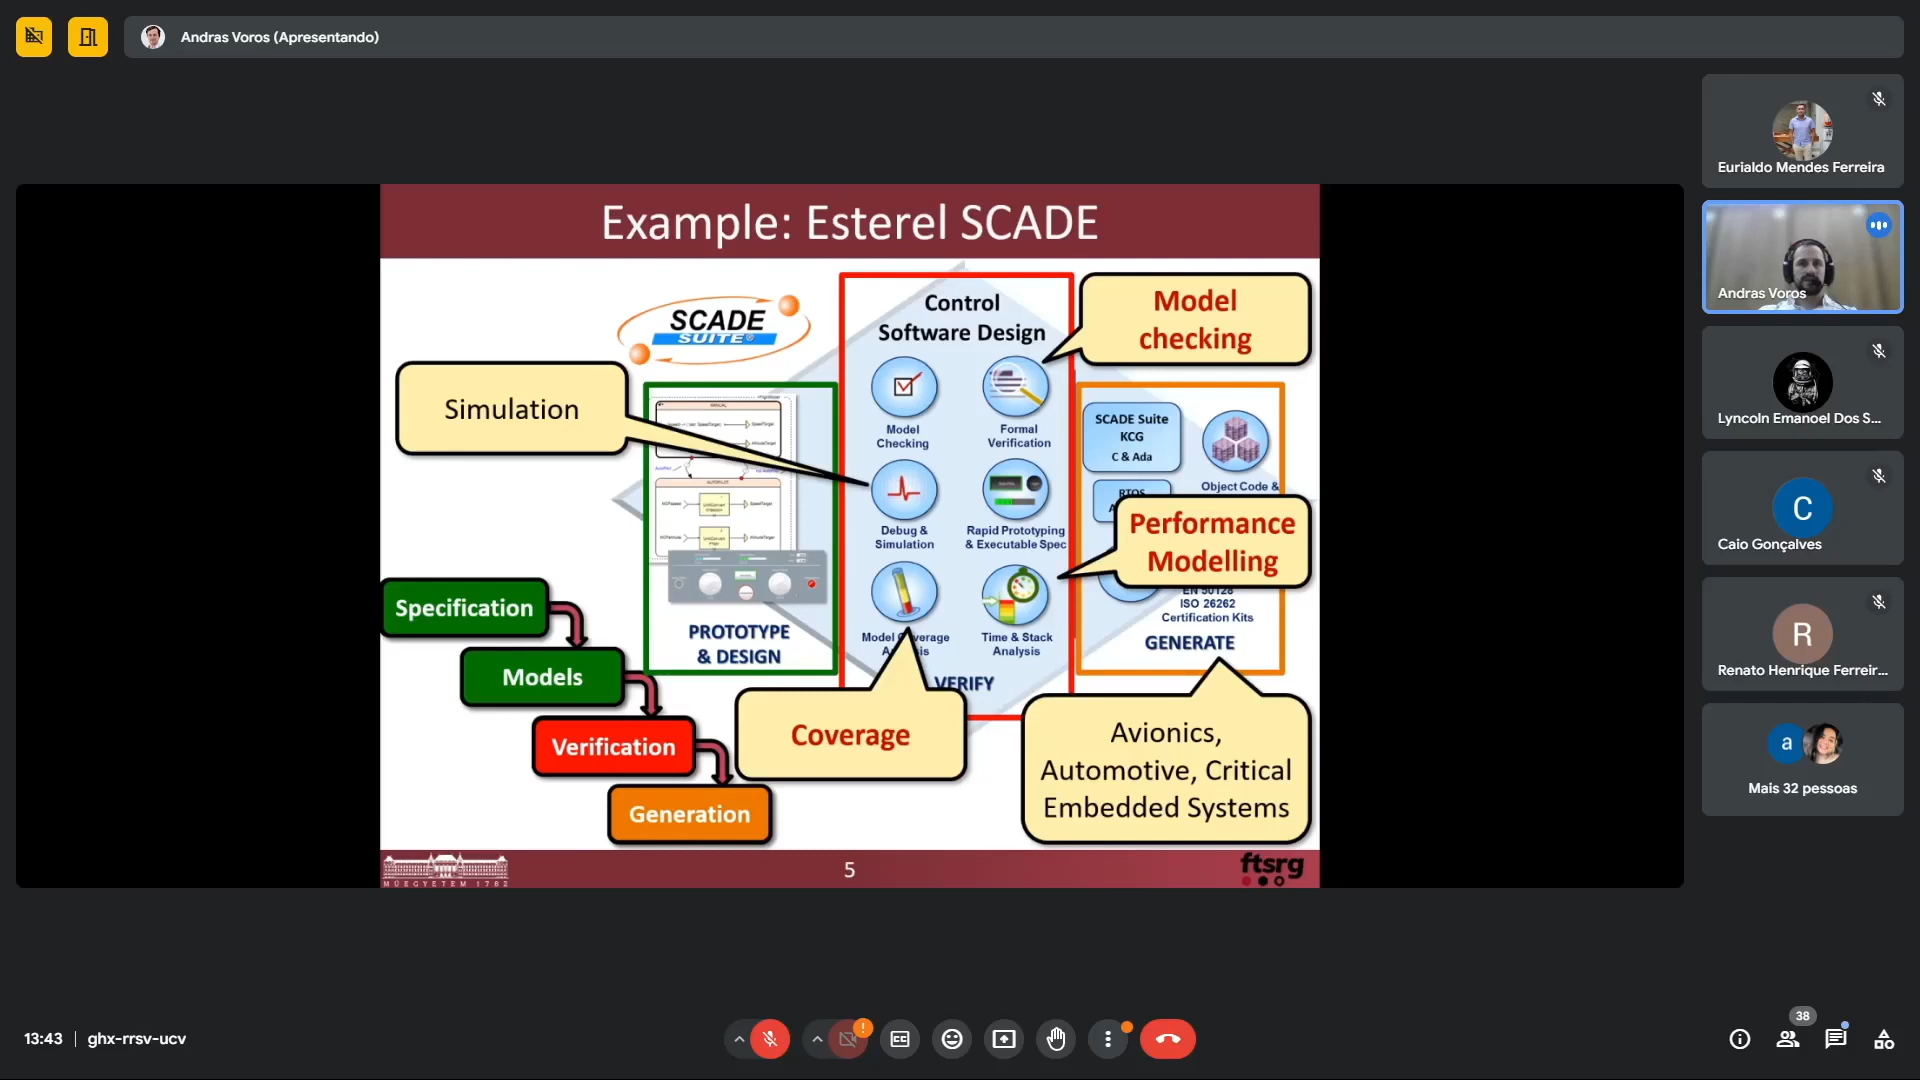 Andras Voros (Apresentando)
Example: Esterel SCADE
SCADE
SUITE®
Simulation
Control
Software Design
Model
checking
Model
Checking
Formal
Verification
Debug &
Simulation
Rapid Prototyping
& Executable Spec
Time & Stack
Analysis
VERIFY
MANUAL
AUTOPILOT
PROTOTYPE
& DESIGN
SCADE Suite
KCG
C & Ada
RTOS
Object Code &
Performance
Modelling
EN 50128
ISO 26262
Certification Kits
GENERATE
Specification
Models
Verification
Generation
Coverage
Avionics,
Automotive, Critical
Embedded Systems
MŰEGYETEM 1782
5
ftsrg
Eurialdo Mendes Ferreira
Andras Voros
Lyncoln Emanoel Dos S...
C
Caio Gonçalves
R
Renato Henrique Ferreir...
a
Mais 32 pessoas
13:43
ghx-rrsv-ucv
38